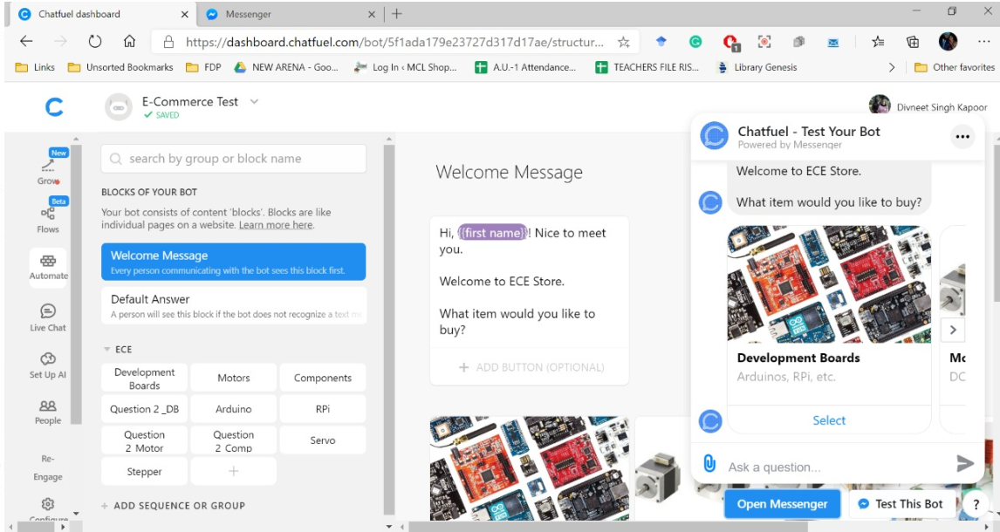 Chatfuel dashboard
Messenger
https://dashboard.chatfuel.com/bot/5f1ada179e23727d317d17ae/structur...
1
Links
Unsorted Bookmarks
FDP
NEW ARENA - Goo...
Log In ‹ MCL Shop...
A.U.-1 Attendance...
TEACHERS FILE RIS...
Library Genesis
Other favorites
E-Commerce Test
SAVED
Divneet Singh Kapoor
New
Grow
Beta
Flows
Automate
Live Chat
Set Up AI
People
Re-
Engage
Configure
search by group or block name
BLOCKS OF YOUR BOT
Your bot consists of content 'blocks'. Blocks are like
individual pages on a website. Learn more here.
Welcome Message
Every person communicating with the bot sees this block first.
Default Answer
A person will see this block if the bot does not recognize a text m
ECE
Development
Boards
Motors
Components
Question 2 _DB
Arduino
RPi
Question
2 Motor
Question
2 Comp
Servo
Stepper
+ ADD SEQUENCE OR GROUP
Welcome Message
Hi, {{first name}}! Nice to meet
you.
Welcome to ECE Store.
What item would you like to
buy?
+ ADD BUTTON (OPTIONAL)
Chatfuel - Test Your Bot
Powered by Messenger
Welcome to ECE Store.
What item would you like to buy?
Development Boards
Arduinos, RPi, etc.
Select
Mo
DC
Ask a question...
Open Messenger
Test This Bot
?